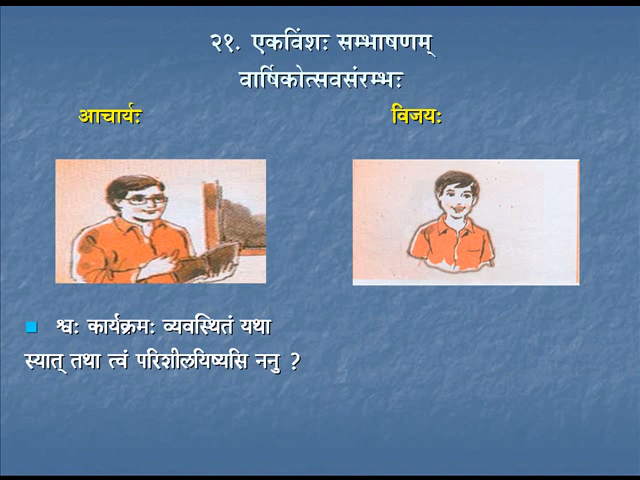 २१. एकविंशः सम्भाषणम्
वार्षिकोत्सवसंरम्भः
आचार्यः
विजयः
श्वः कार्यक्रमः व्यवस्थितं यथा
स्यात् तथा त्वं परिशीलयिष्यसि ननु ?